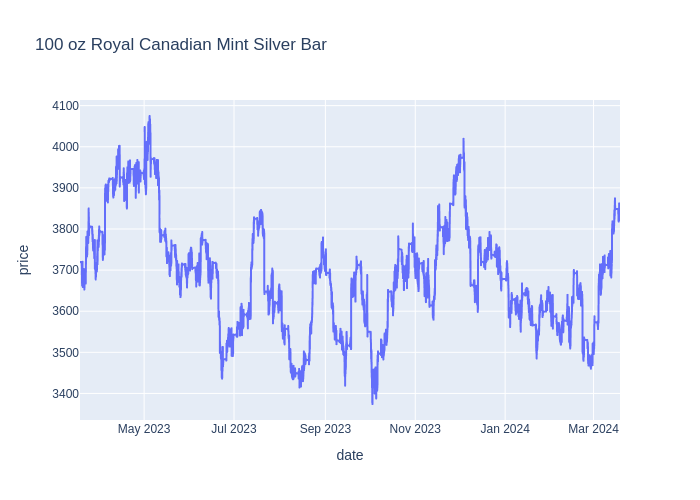 100 oz Royal Canadian Mint Silver Bar
4100
4000
3900
3800
3700
3600
3500
3400
price
May 2023 Jul 2023 Sep 2023 Nov 2023 Jan 2024 Mar 2024
date